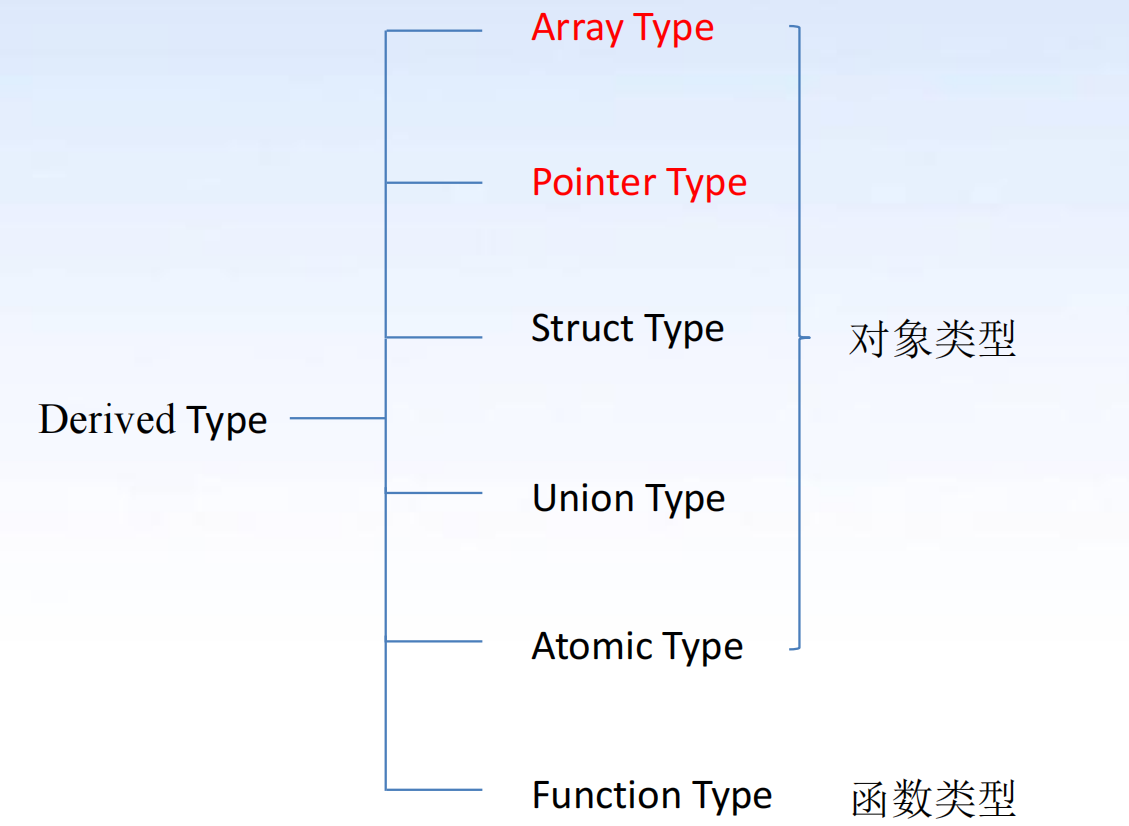 Array Type
Pointer Type
Struct Type
对象类型
Derived Type
Union Type
Atomic Type
Function Type 函数类型